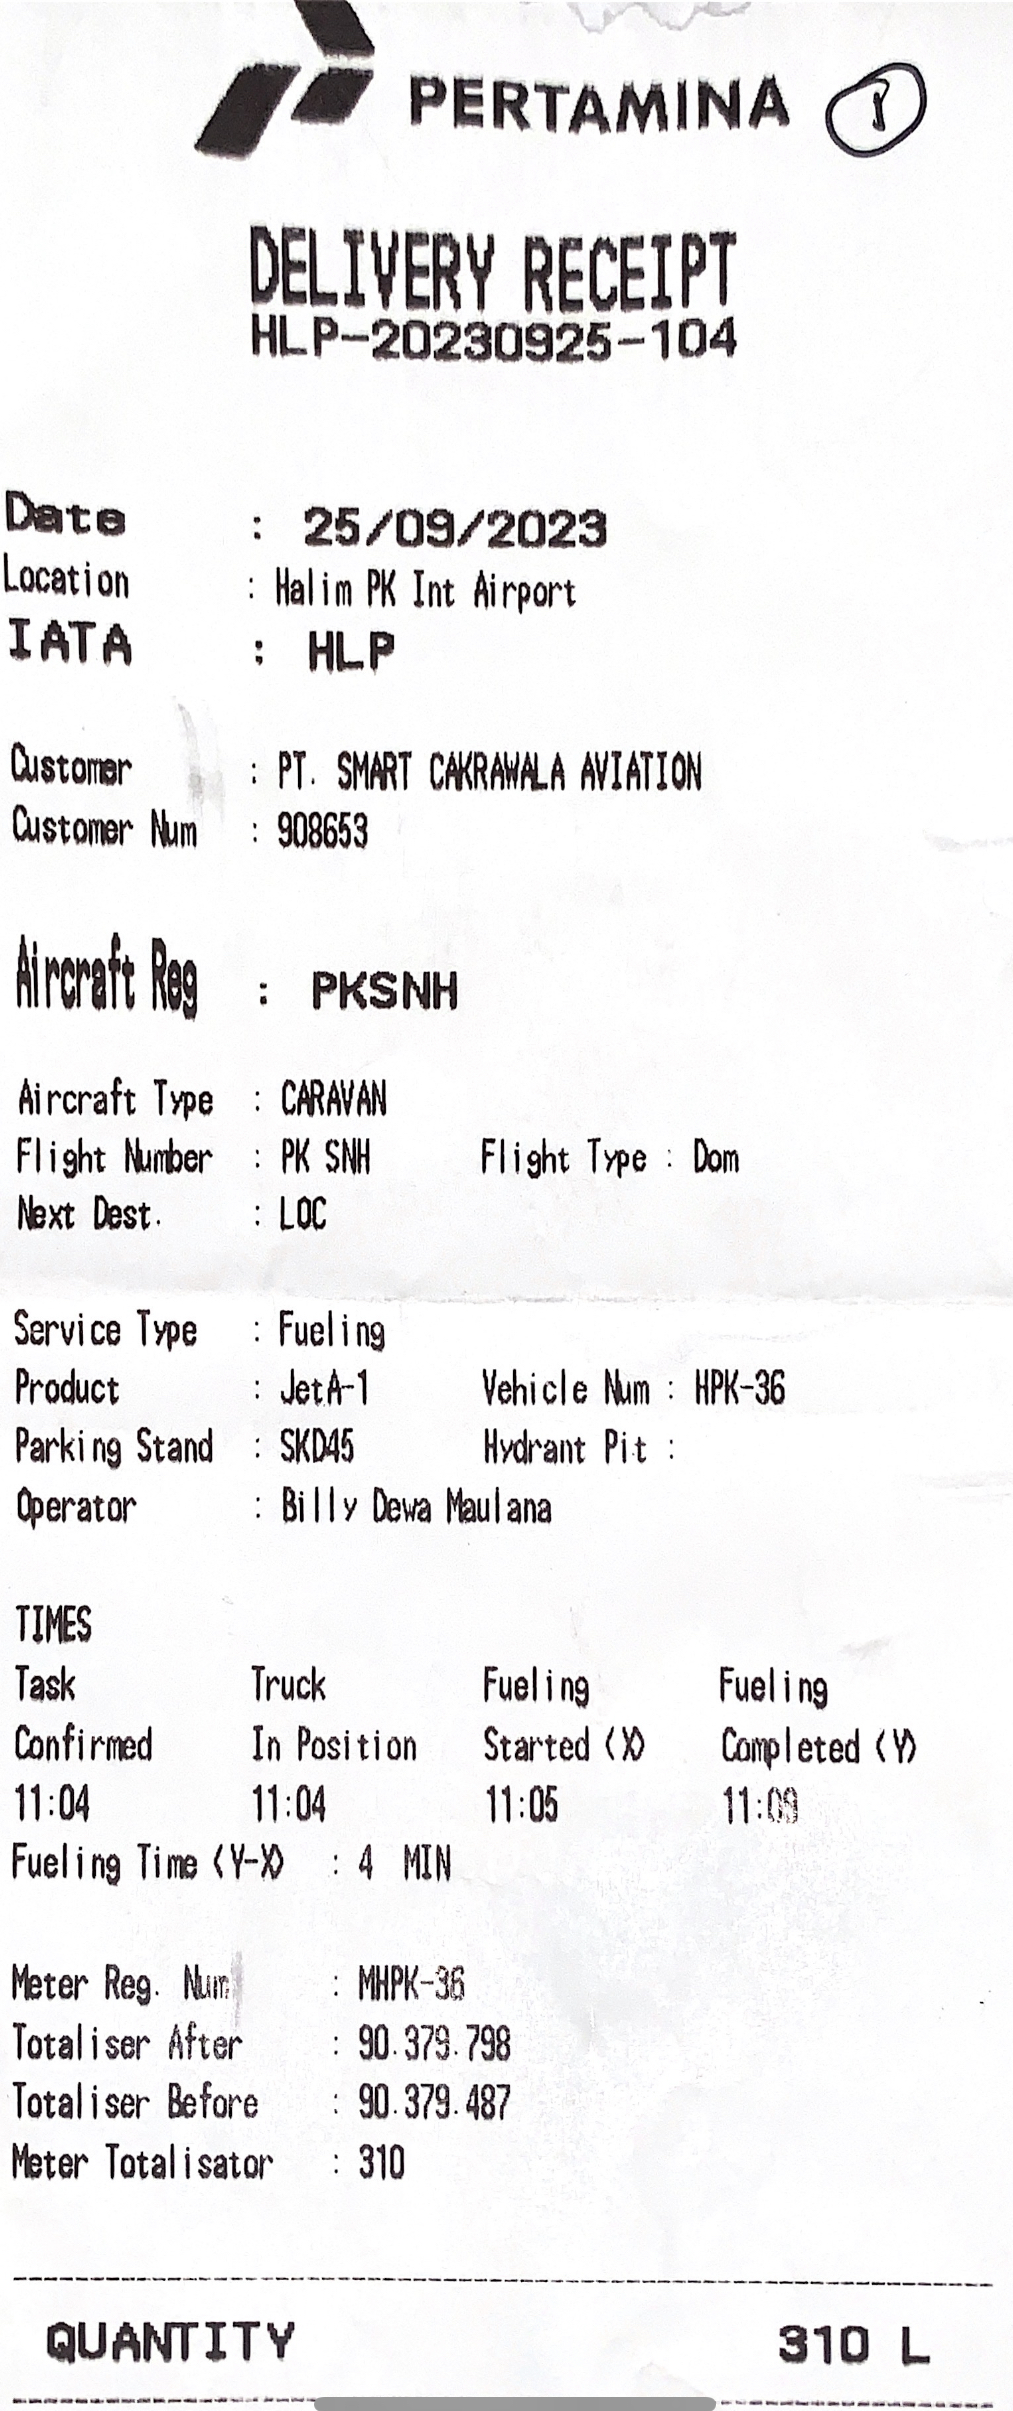 PERTAMINA
DELIVERY RECEIPT
HLP-20230925-104
Date : 25/09/2023
Location : Halim PK Int Airport
IATA : HLP
Customer : PT. SMART CAKRAWALA AVIATION
Customer Num : 908653
Aircraft Reg : PKSNH
Aircraft Type : CARAVAN
Flight Number : PK SNH Flight Type : Dom
Next Dest. : LOC
Service Type : Fueling
Product : JetA-1 Vehicle Num : HPK-36
Parking Stand : SKD45 Hydrant Pit :
Operator : Billy Dewa Maulana
TIMES
Task Truck Fueling Fueling
Confirmed In Position Started (X) Completed (Y)
11:04 11:04 11:05 11:09
Fueling Time (Y-X) : 4 MIN
Meter Reg. Num : MHPK-36
Totaliser After : 90.379.798
Totaliser Before : 90.379.487
Meter Totalisator : 310
QUANTITY 310 L